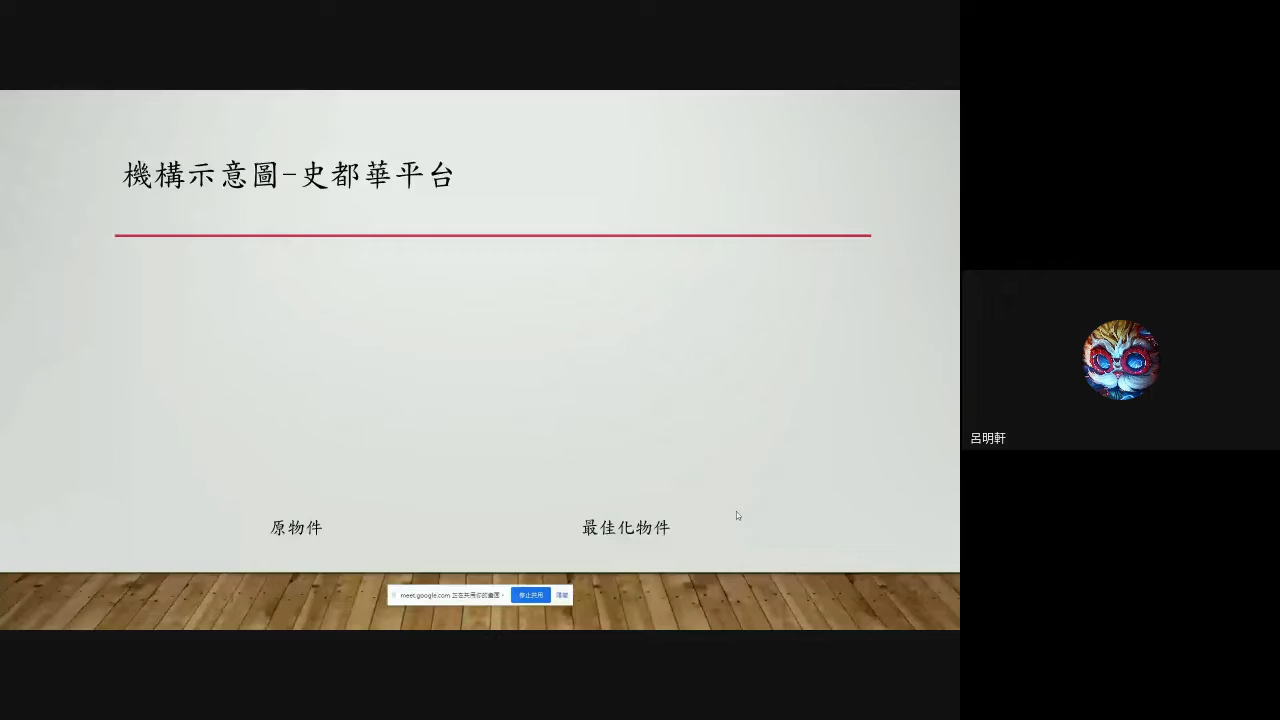 機構示意圖-史都華平台
原物件
最佳化物件
meet.google.com 正在共用你的畫面。
停止共用
隱藏
呂明軒